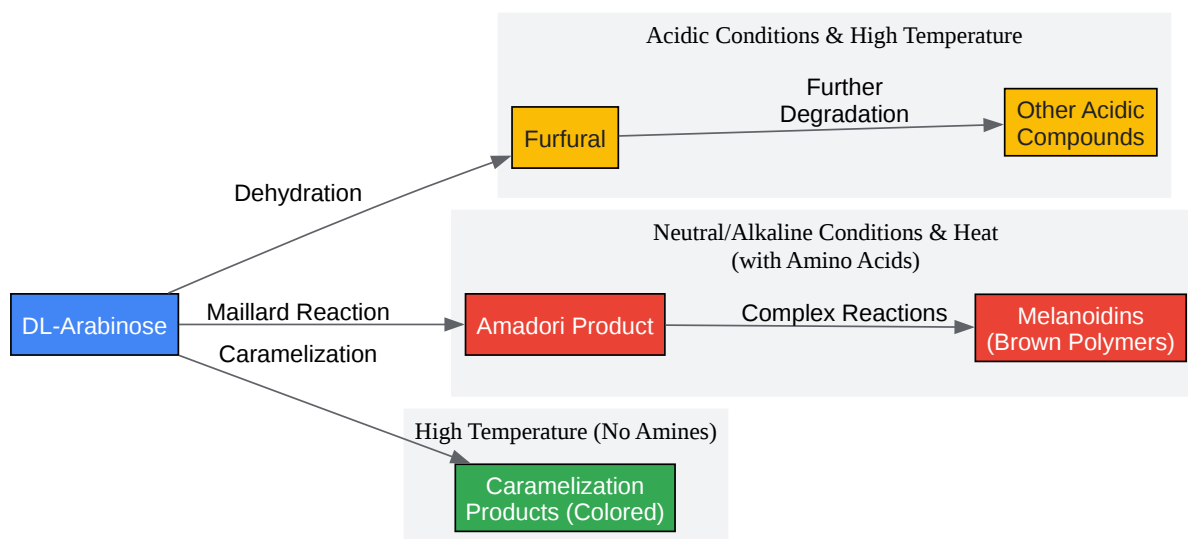 Acidic Conditions & High Temperature
Further
Degradation
Furfural
Other Acidic
Compounds
Dehydration
Neutral/Alkaline Conditions & Heat
(with Amino Acids)
DL-Arabinose
Maillard Reaction
Amadori Product
Complex Reactions
Melanoidins
(Brown Polymers)
Caramelization
High Temperature (No Amines)
Caramelization
Products (Colored)